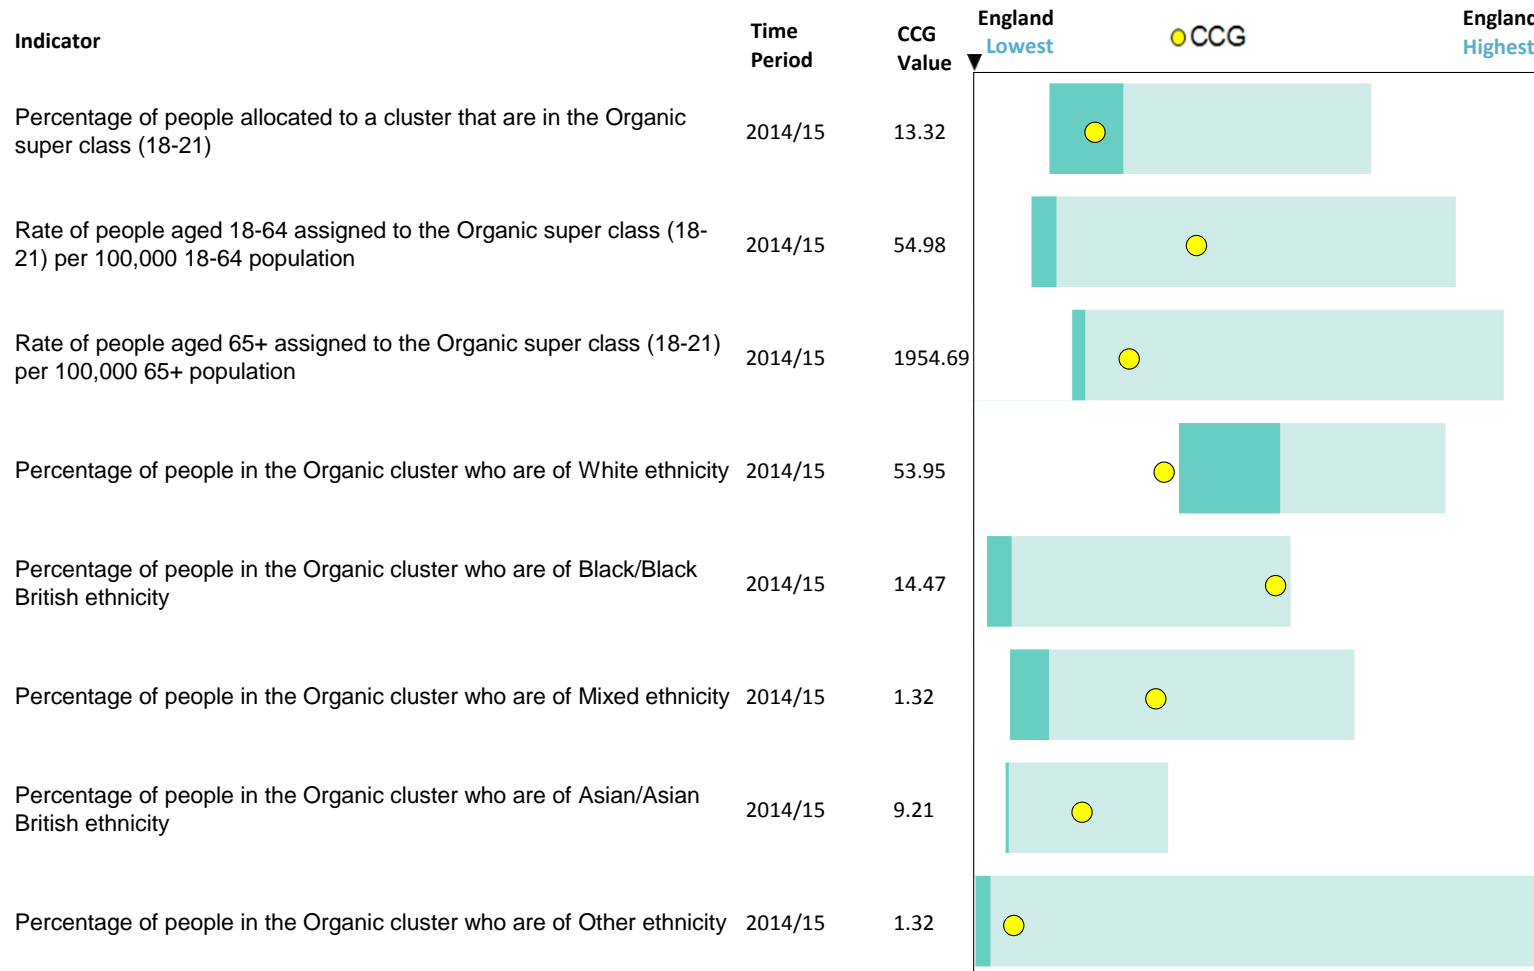 Indicator
Time
Period
CCG
Value
England
Lowest
CCG
England
Highest
Percentage of people allocated to a cluster that are in the Organic
super class (18-21)
2014/15
13.32
Rate of people aged 18-64 assigned to the Organic super class (18-
21) per 100,000 18-64 population
2014/15
54.98
Rate of people aged 65+ assigned to the Organic super class (18-21)
per 100,000 65+ population
2014/15
1954.69
Percentage of people in the Organic cluster who are of White ethnicity
2014/15
53.95
Percentage of people in the Organic cluster who are of Black/Black
British ethnicity
2014/15
14.47
Percentage of people in the Organic cluster who are of Mixed ethnicity
2014/15
1.32
Percentage of people in the Organic cluster who are of Asian/Asian
British ethnicity
2014/15
9.21
Percentage of people in the Organic cluster who are of Other ethnicity
2014/15
1.32